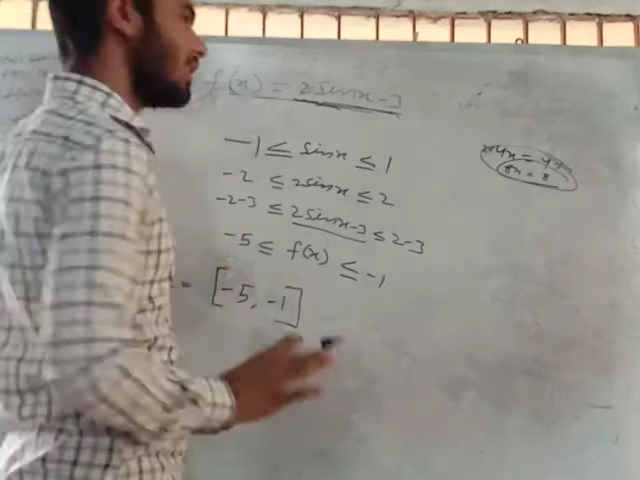 f(x) = 2sinx-3
-1 ≤ sinx ≤ 1
-2 ≤ 2sinx ≤ 2
-2-3 ≤ 2sinx-3 ≤ 2-3
-5 ≤ f(x) ≤ -1
= [-5, -1]